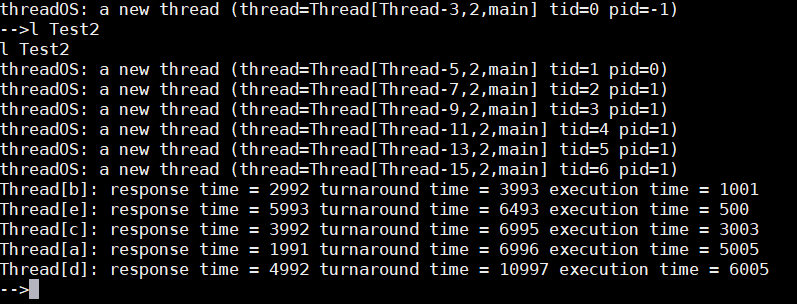 threadOS: a new thread (thread=Thread[Thread-3,2,main] tid=0 pid=-1)
-->l Test2
l Test2
threadOS: a new thread (thread=Thread[Thread-5,2,main] tid=1 pid=0)
threadOS: a new thread (thread=Thread[Thread-7,2,main] tid=2 pid=1)
threadOS: a new thread (thread=Thread[Thread-9,2,main] tid=3 pid=1)
threadOS: a new thread (thread=Thread[Thread-11,2,main] tid=4 pid=1)
threadOS: a new thread (thread=Thread[Thread-13,2,main] tid=5 pid=1)
threadOS: a new thread (thread=Thread[Thread-15,2,main] tid=6 pid=1)
Thread[b]: response time = 2992 turnaround time = 3993 execution time = 1001
Thread[e]: response time = 5993 turnaround time = 6493 execution time = 500
Thread[c]: response time = 3992 turnaround time = 6995 execution time = 3003
Thread[a]: response time = 1991 turnaround time = 6996 execution time = 5005
Thread[d]: response time = 4992 turnaround time = 10997 execution time = 6005
-->